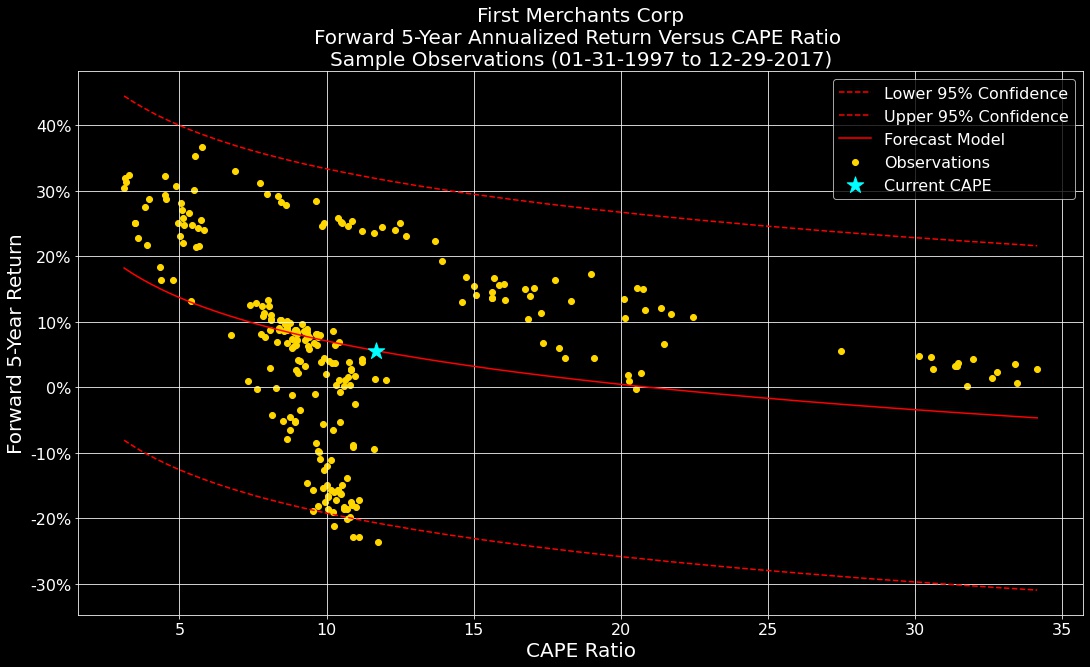 First Merchants Corp
Forward 5-Year Annualized Return Versus CAPE Ratio
Sample Observations (01-31-1997 to 12-29-2017)
Lower 95% Confidence
Upper 95% Confidence
Forecast Model
Observations
Current CAPE
Forward 5-Year Return
40%
30%
20%
10%
0%
-10%
-20%
-30%
5
10
15
20
25
30
35
CAPE Ratio